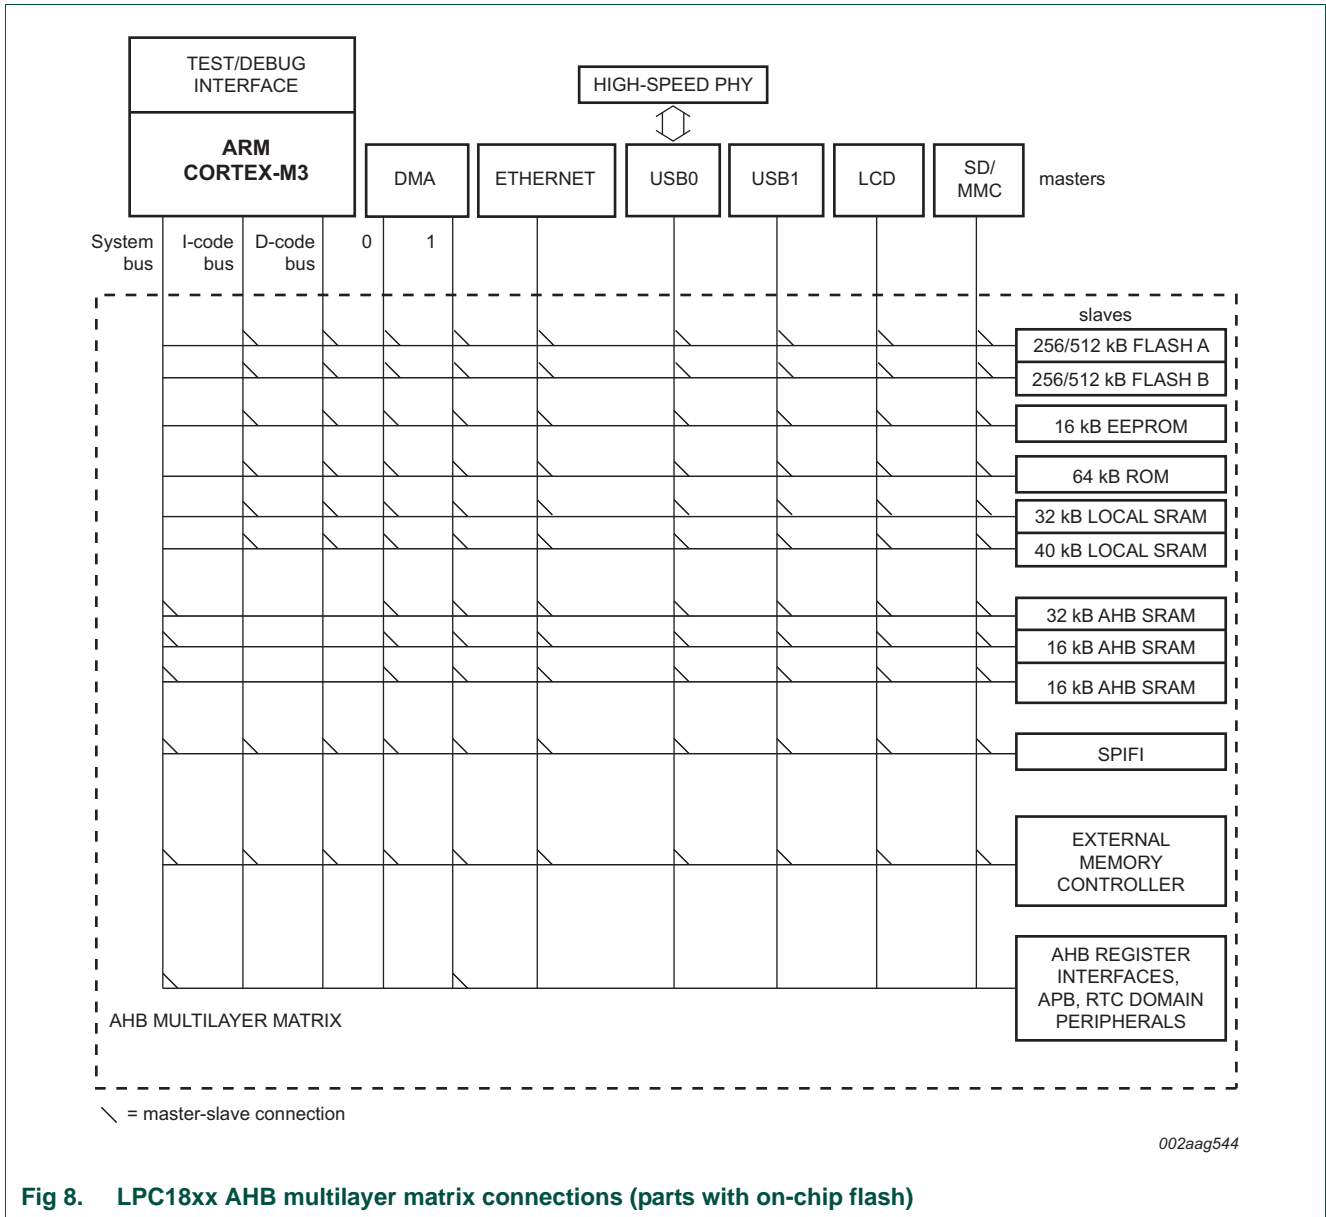 TEST/DEBUG
INTERFACE
ARM
CORTEX-M3
HIGH-SPEED PHY
DMA
ETHERNET
USB0
USB1
LCD
SD/
MMC
masters
System
bus
I-code
bus
D-code
bus
0
1
slaves
256/512 kB FLASH A
256/512 kB FLASH B
16 kB EEPROM
64 kB ROM
32 kB LOCAL SRAM
40 kB LOCAL SRAM
32 kB AHB SRAM
16 kB AHB SRAM
16 kB AHB SRAM
SPIFI
EXTERNAL
MEMORY
CONTROLLER
AHB REGISTER
INTERFACES,
APB, RTC DOMAIN
PERIPHERALS
AHB MULTILAYER MATRIX
= master-slave connection
002aag544
Fig 8. LPC18xx AHB multilayer matrix connections (parts with on-chip flash)